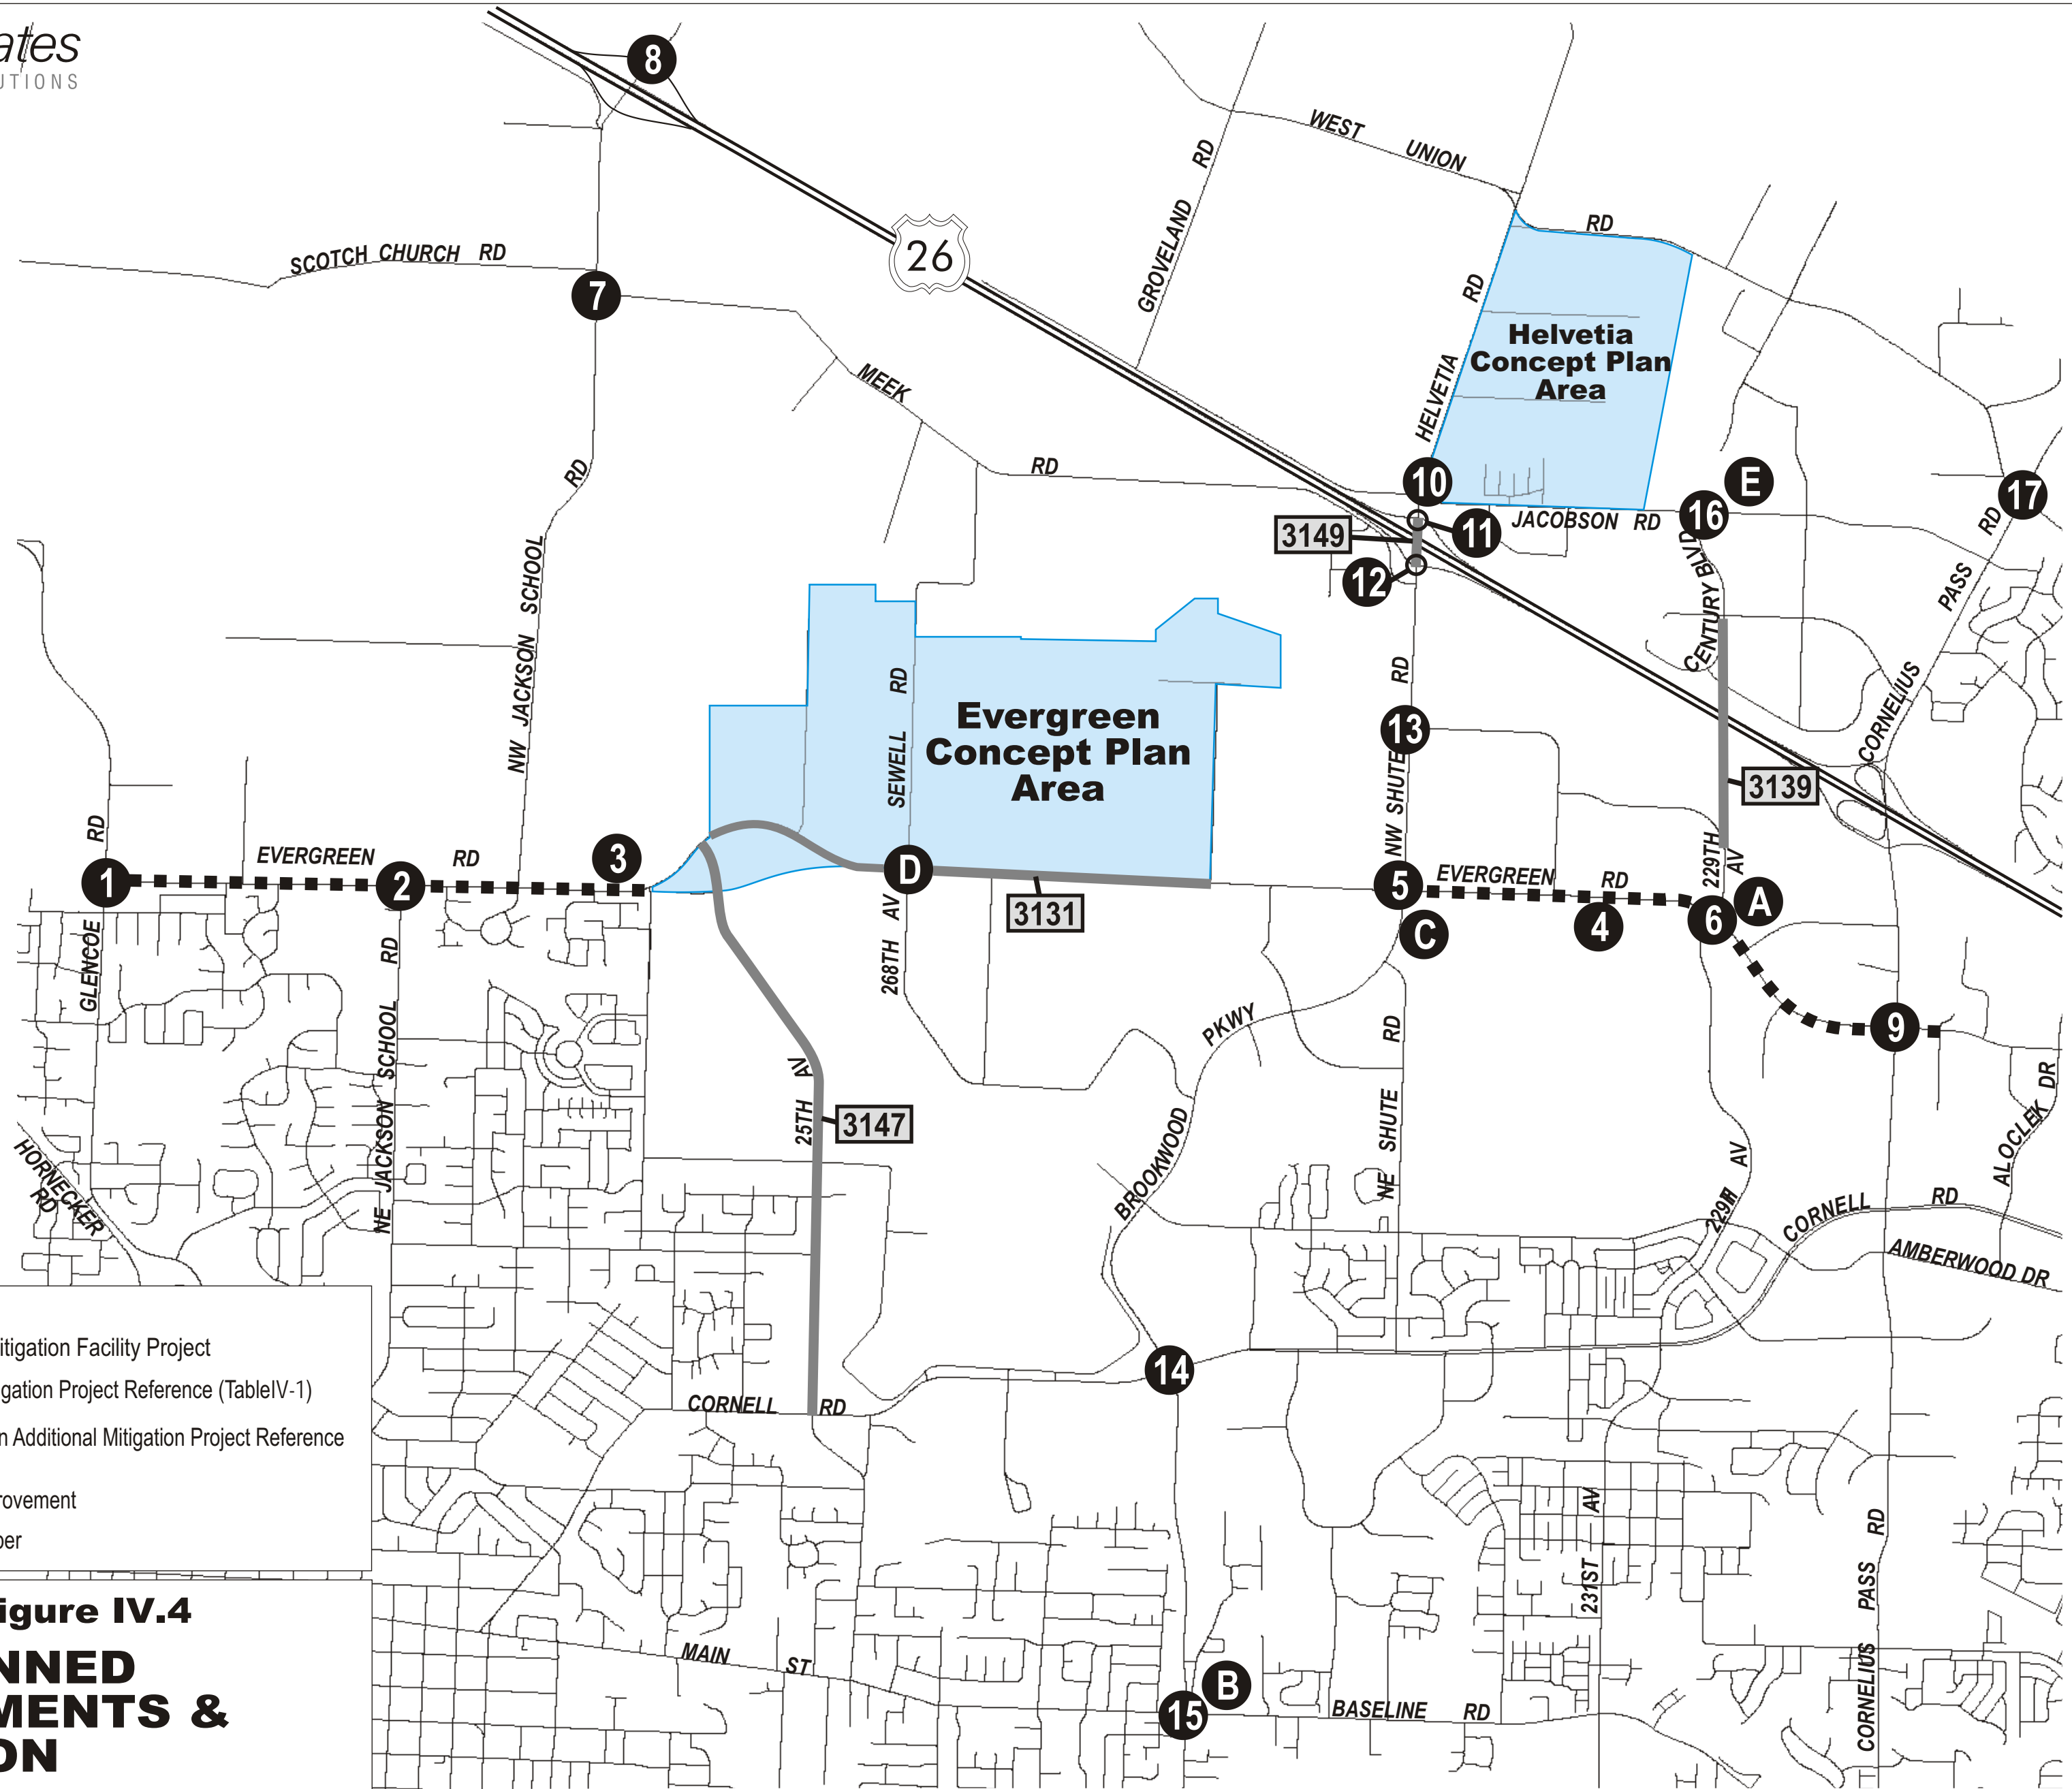 ates
UTIONS
8
WEST
UNION
RD
GROVELAND
RD
26
SCOTCH CHURCH RD
7
HELVETIA
RD
Helvetia
Concept Plan
Area
MEEK
RD
10
E
17
11
JACOBSON RD
16
3149
12
CENTURY BLVD
CORNELIUS
PASS
RD
NW JACKSON SCHOOL
RD
SEWELL
RD
Evergreen
Concept Plan
Area
RD
13
NW SHUTE
3139
229TH
AV
GLENCOE
RD
1
EVERGREEN
RD
2
3
D
3131
5
EVERGREEN
RD
4
6
A
C
268TH AV
9
NE JACKSON SCHOOL
RD
25TH
AV
3147
BROOKWOOD
PKWY
NE SHUTE
RD
AV
CORNELL
RD
ALOCLEK DR
AMBERWOOD DR
HORNECKER
RD
itigation Facility Project
igation Project Reference (TableIV-1)
n Additional Mitigation Project Reference
rovement
ber
14
CORNELL
RD
231ST
AV
CORNELIUS
PASS
RD
MAIN
ST
B
15
BASELINE
RD
igure IV.4
NNED
MENTS &
ON